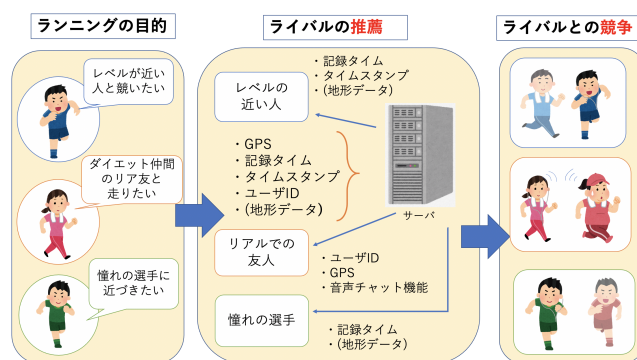 ランニングの目的
レベルが近い
人と競いたい
ダイエット仲間
のリア友と
走りたい
憧れの選手に
近づきたい
ライバルの推薦
・記録タイム
・タイムスタンプ
・(地形データ)
レベルの
近い人
・GPS
・記録タイム
・タイムスタンプ
・ユーザID
・(地形データ)
サーバ
リアルでの
友人
・ユーザID
・GPS
・音声チャット機能
憧れの選手
・記録タイム
・(地形データ)
ライバルとの競争